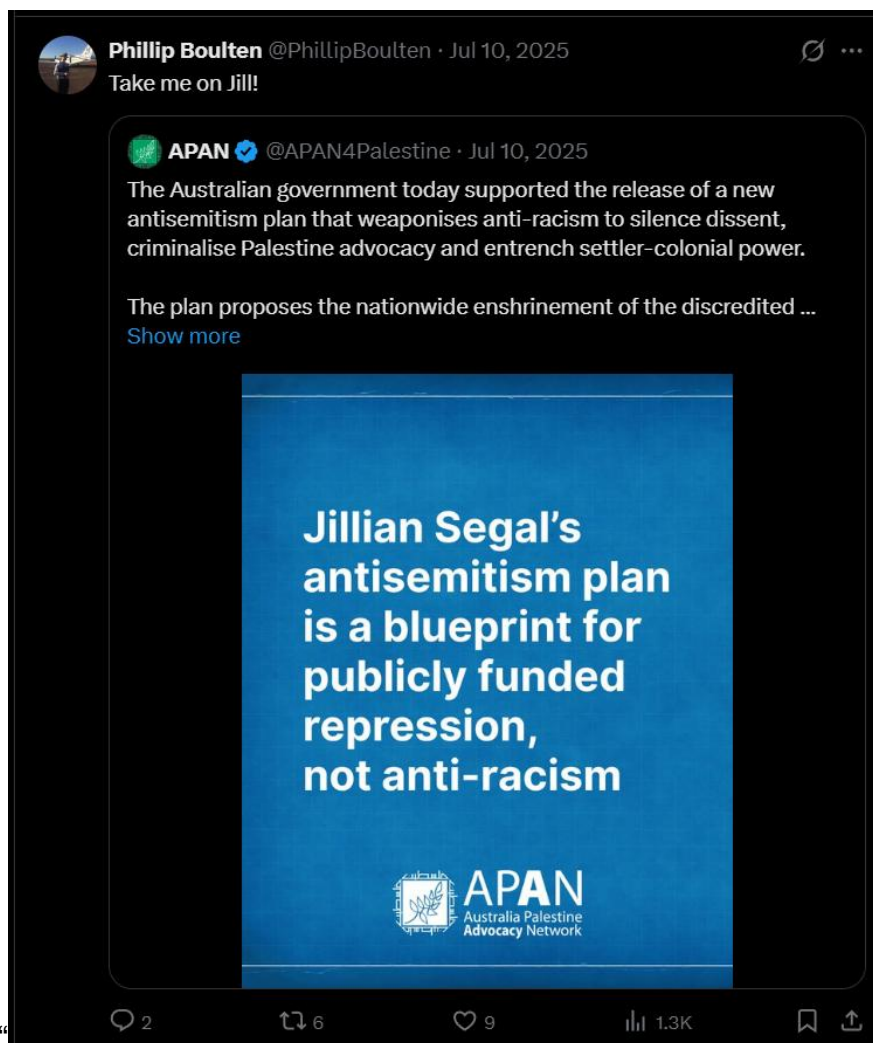 Phillip Boulten @PhillipBoulten · Jul 10, 2025
Take me on Jill!
APAN @APAN4Palestine · Jul 10, 2025
The Australian government today supported the release of a new
antisemitism plan that weaponises anti-racism to silence dissent,
criminalise Palestine advocacy and entrench settler-colonial power.
The plan proposes the nationwide enshrinement of the discredited ...
Show more
Jillian Segal’s
antisemitism plan
is a blueprint for
publicly funded
repression,
not anti-racism
APAN
Australia Palestine
Advocacy Network
“
2 6 9 1.3K